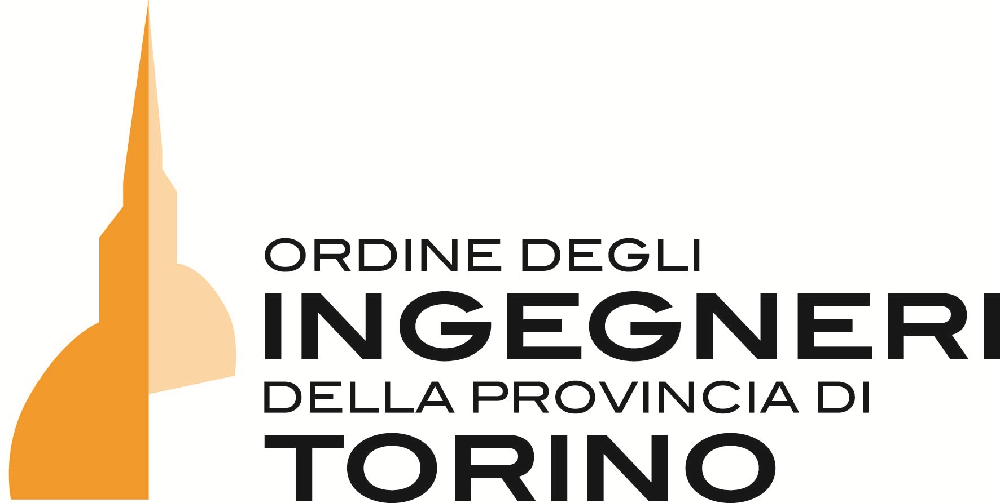 ORDINE DEGLI
INGEGNERI
DELLA PROVINCIA DI
TORINO